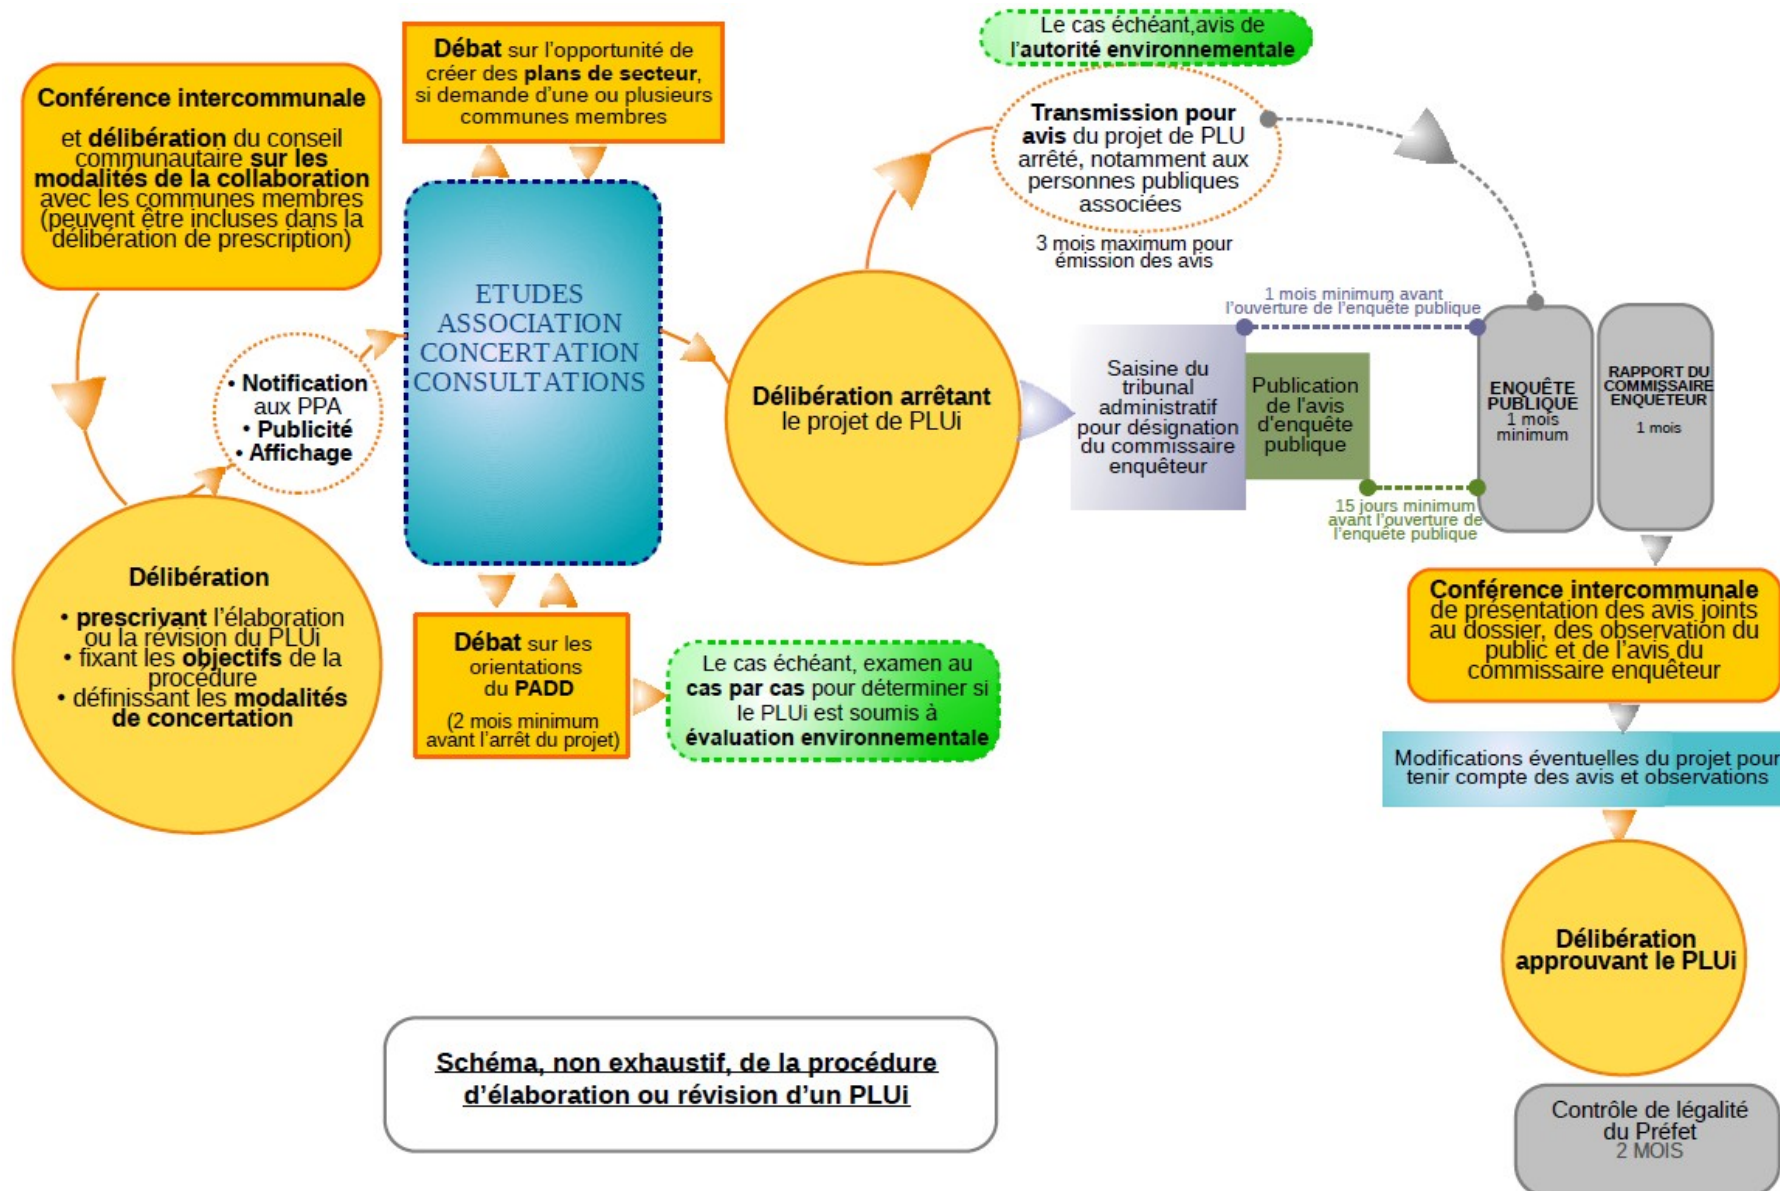 Conférence intercommunale
et délibération du conseil
communautaire sur les
modalités de la collaboration
avec les communes membres
(peuvent être incluses dans la
délibération de prescription)
Délibération
• prescrivant l'élaboration
ou la révision du PLUi
• fixant les objectifs de la
procédure
• définissant les modalités
de concertation
• Notification
aux PPA
• Publicité
• Affichage
Débat sur l'opportunité de
créer des plans de secteur,
si demande d'une ou plusieurs
communes membres
ETUDES
ASSOCIATION
CONCERTATION
CONSULTATIONS
Débat sur les
orientations
du PADD
(2 mois minimum
avant l'arrêt du projet)
Le cas échéant, examen au
cas par cas pour déterminer si
le PLUi est soumis à
évaluation environnementale
Délibération arrêtant
le projet de PLUi
Le cas échéant,avis de
l'autorité environnementale
Transmission pour
avis du projet de PLU
arrêté, notamment aux
personnes publiques
associées
3 mois maximum pour
émission des avis
Saisine du
tribunal
administratif
pour désignation
du commissaire
enquêteur
1 mois minimum avant
l'ouverture de l'enquête publique
Publication
de l'avis
d'enquête
publique
15 jours minimum
avant l'ouverture de
l'enquête publique
ENQUÊTE
PUBLIQUE
1 mois
minimum
RAPPORT DU
COMMISSAIRE
ENQUÊTEUR
1 mois
Conférence intercommunale
de présentation des avis joints
au dossier, des observation du
public et de l'avis du
commissaire enquêteur
Modifications éventuelles du projet pour
tenir compte des avis et observations
Délibération
approuvant le PLUi
Contrôle de légalité
du Préfet
2 MOIS
Schéma, non exhaustif, de la procédure
d'élaboration ou révision d'un PLUi